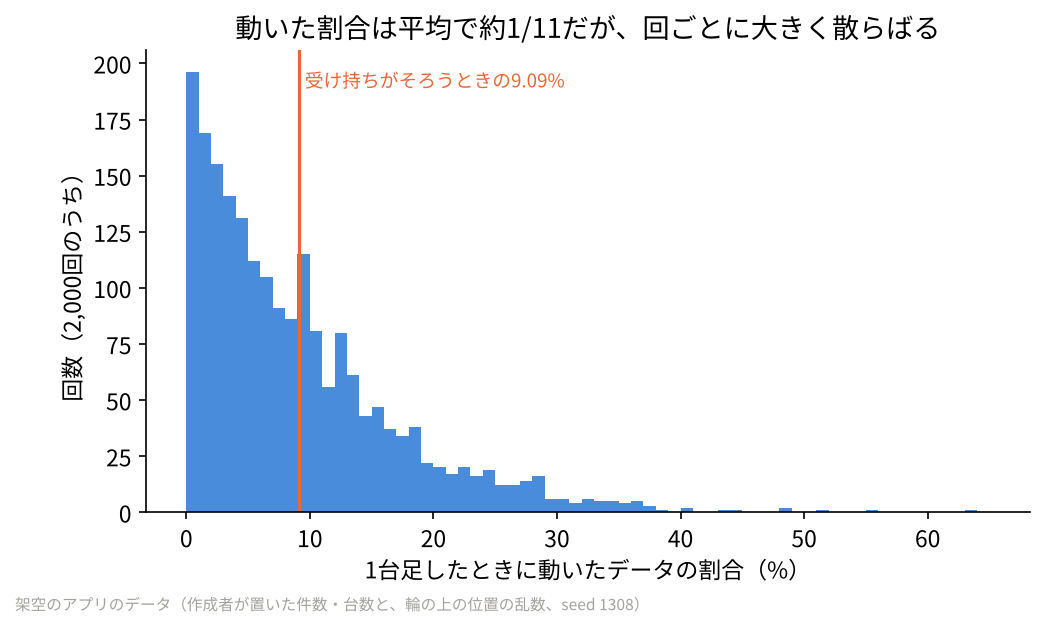 動いた割合は平均で約1/11だが、回ごとに大きく散らばる
受け持ちがそろうときの9.09%
回数（2,000回のうち）
200
175
150
125
100
75
50
25
0
0 10 20 30 40 50 60
1台足したときに動いたデータの割合（%）
架空のアプリのデータ（作成者が置いた件数・台数と、輪の上の位置の乱数、seed 1308）